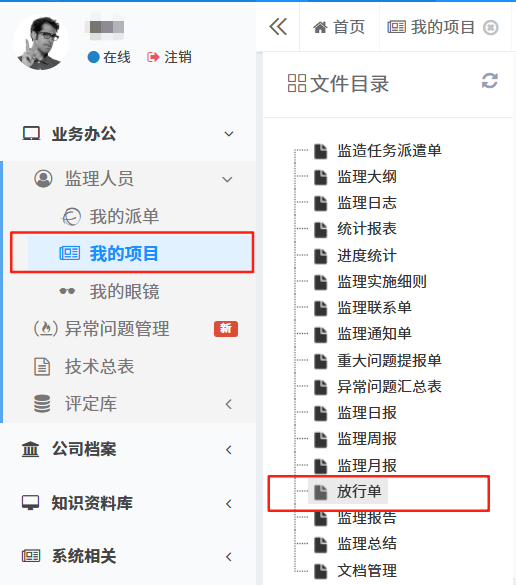 在线 注销
业务办公
监理人员
我的派单
我的项目
我的眼镜
异常问题管理 新
技术总表
评定库
公司档案
知识资料库
系统相关
首页 我的项目
文件目录
监造任务派遣单
监理大纲
监理日志
统计报表
进度统计
监理实施细则
监理联系单
监理通知单
重大问题提报单
异常问题汇总表
监理日报
监理周报
监理月报
放行单
监理报告
监理总结
文档管理